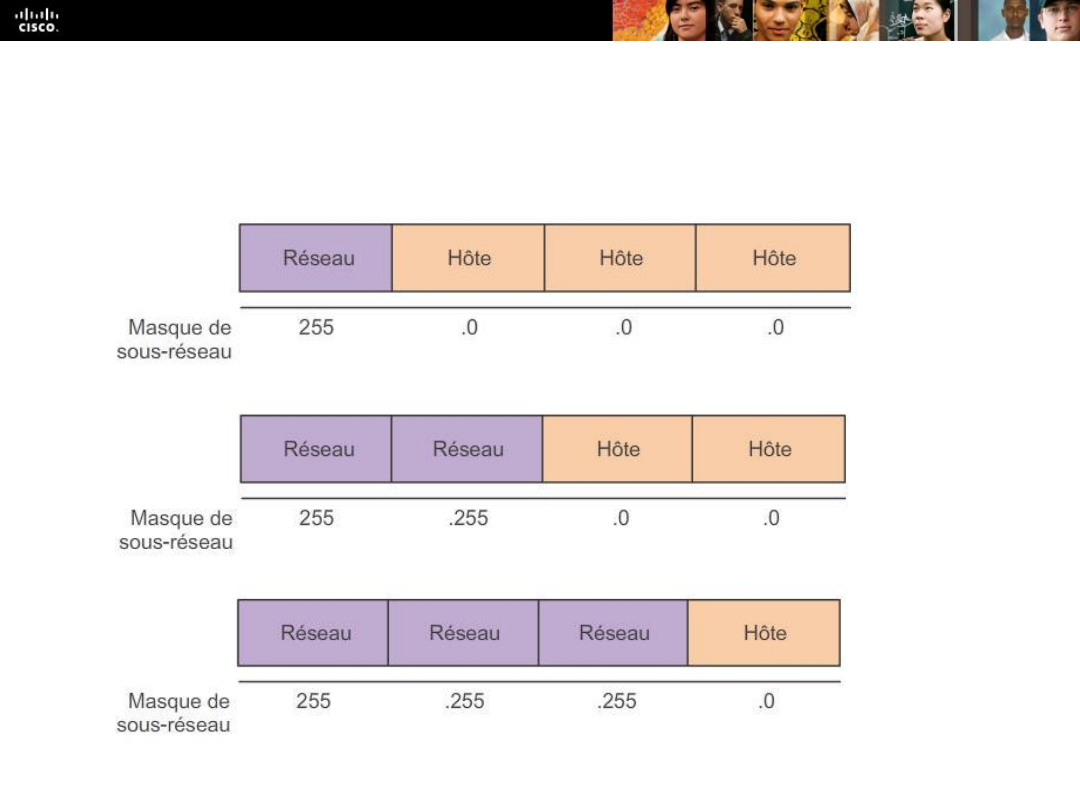 CISCO.
Réseau Hôte Hôte Hôte
Masque de sous-réseau 255 .0 .0 .0
Réseau Réseau Hôte Hôte
Masque de sous-réseau 255 .255 .0 .0
Réseau Réseau Réseau Hôte
Masque de sous-réseau 255 .255 .255 .0